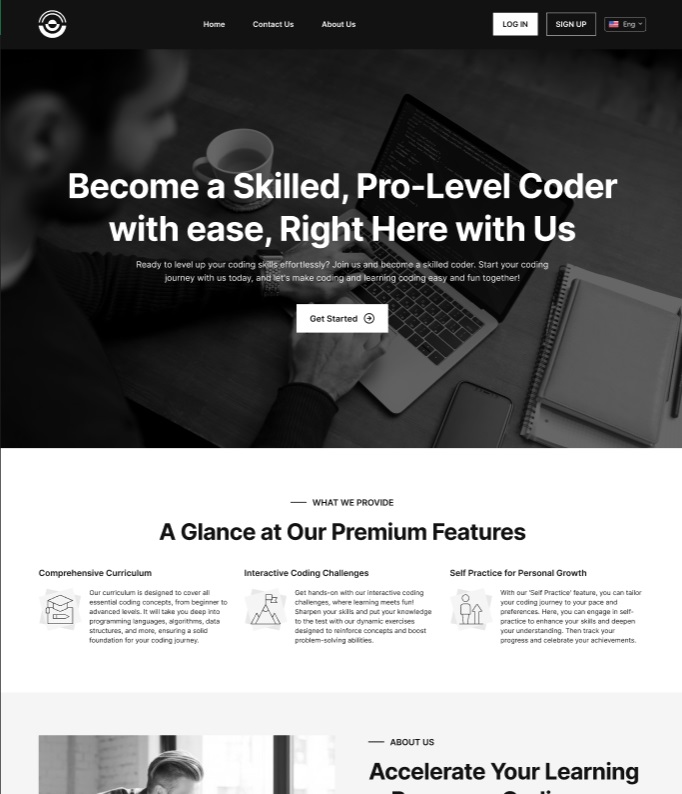 Home
Contact Us
About Us
LOG IN
SIGN UP
Eng
Become a Skilled, Pro-Level Coder
with ease, Right Here with Us
Ready to level up your coding skills effortlessly? Join us and become a skilled coder. Start your coding
journey with us today, and let's make coding and learning coding easy and fun together!
Get Started
WHAT WE PROVIDE
A Glance at Our Premium Features
Comprehensive Curriculum
Our curriculum is designed to cover all
essential coding concepts, from beginner to
advanced levels. It will take you deep into
programming languages, algorithms, data
structures, and more, ensuring a solid
foundation for your coding journey.
Interactive Coding Challenges
Get hands-on with our interactive coding
challenges, where learning meets fun!
Sharpen your skills and put your knowledge
to the test with our dynamic exercises
designed to reinforce concepts and boost
problem-solving abilities.
Self Practice for Personal Growth
With our 'Self Practice' feature, you can tailor
your coding journey to your pace and
preferences. Here, you can engage in self-
practice to enhance your skills and deepen
your understanding. Then track your
progress and celebrate your achievements.
ABOUT US
Accelerate Your Learning